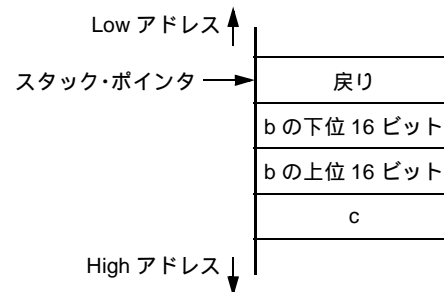 Low アドレス
スタック・ポインタ
戻り
b の下位 16 ビット
b の上位 16 ビット
c
High アドレス